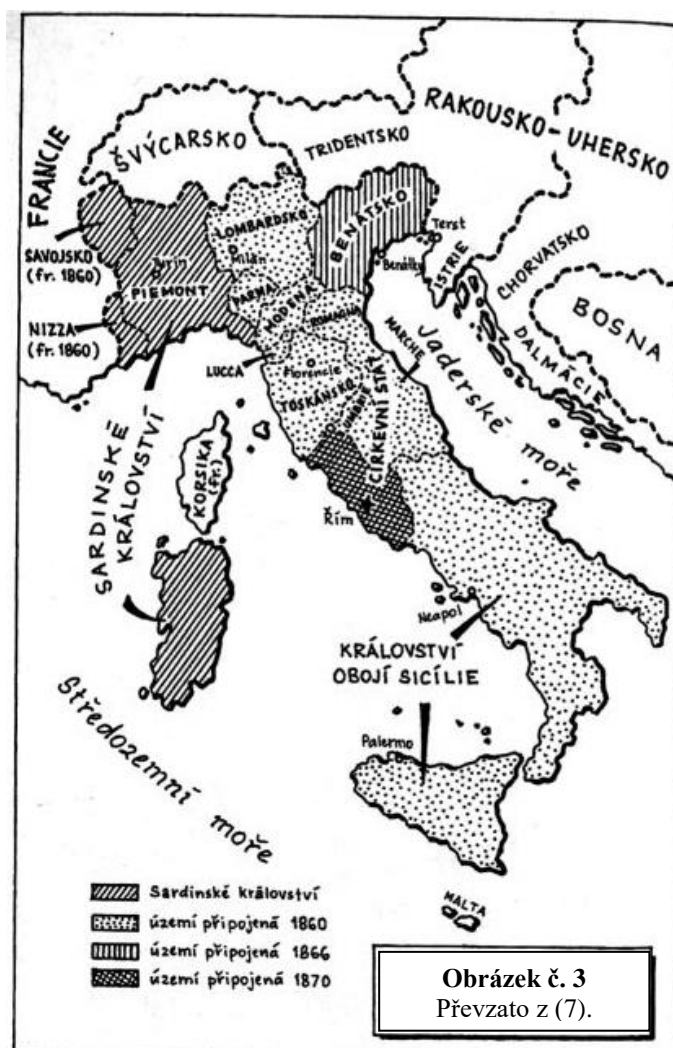 FRANCIE
ŠVÝCARSKO
TRIDENTSKO
RAKOUSKO-UHERSKO
SAVOJSKO
(fr. 1860)
NIZZA
(fr. 1860)
Turin
PIEMONT
LOMBARDSKO
Milán
BENÁTSKO
Benátky
Terst
ISTRIE
CHORVATSKO
BOSNA
DALMÁCIE
PARMA
MODENA
ROMAGNA
LUCCA
Florencie
TOSKÁNSKO
UMBRIE
MARCHE
CÍRKEVNÍ STÁT
Jaderské moře
SARDINSKÉ
KRÁLOVSTVÍ
KORSIKA
(fr.)
Řím
Neapol
KRÁLOVSTVÍ
OBOJÍ SICÍLIE
Palermo
Středozemní moře
MALTA
Sardinské království
území připojená 1860
území připojená 1866
území připojená 1870
Obrázek č. 3
Převzato z (7).